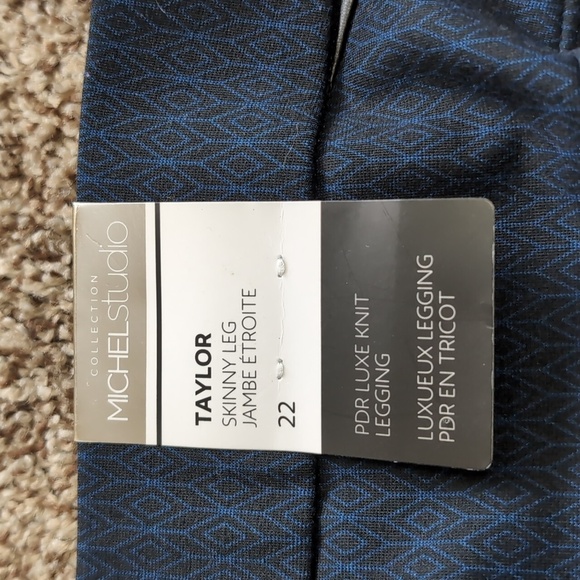 COLLECTION
MICHELstudio
TAYLOR
SKINNY LEG
JAMBE ÉTROITE
22
PDR LUXE KNIT
LEGGING
LUXUEUX LEGGING
PDR EN TRICOT